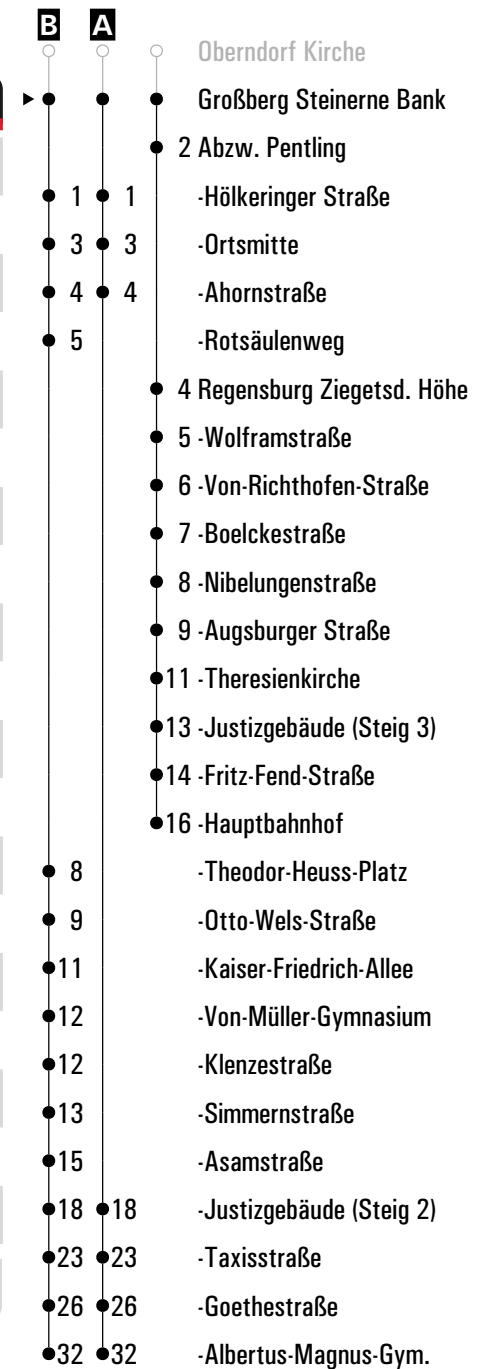 B A
Oberndorf Kirche
Großberg Steinerne Bank
2 Abzw. Pentling
1 1 -Hölkeringer Straße
3 3 -Ortsmitte
4 4 -Ahornstraße
5 -Rotsäulenweg
4 Regensburg Ziegetsd. Höhe
5 -Wolframstraße
6 -Von-Richthofen-Straße
7 -Boelckestraße
8 -Nibelungenstraße
9 -Augsburger Straße
11 -Theresienkirche
13 -Justizgebäude (Steig 3)
14 -Fritz-Fend-Straße
16 -Hauptbahnhof
8 -Theodor-Heuss-Platz
9 -Otto-Wels-Straße
11 -Kaiser-Friedrich-Allee
12 -Von-Müller-Gymnasium
12 -Klenzestraße
13 -Simmernstraße
15 -Asamstraße
18 18 -Justizgebäude (Steig 2)
23 23 -Taxisstraße
26 26 -Goethestraße
32 32 -Albertus-Magnus-Gym.